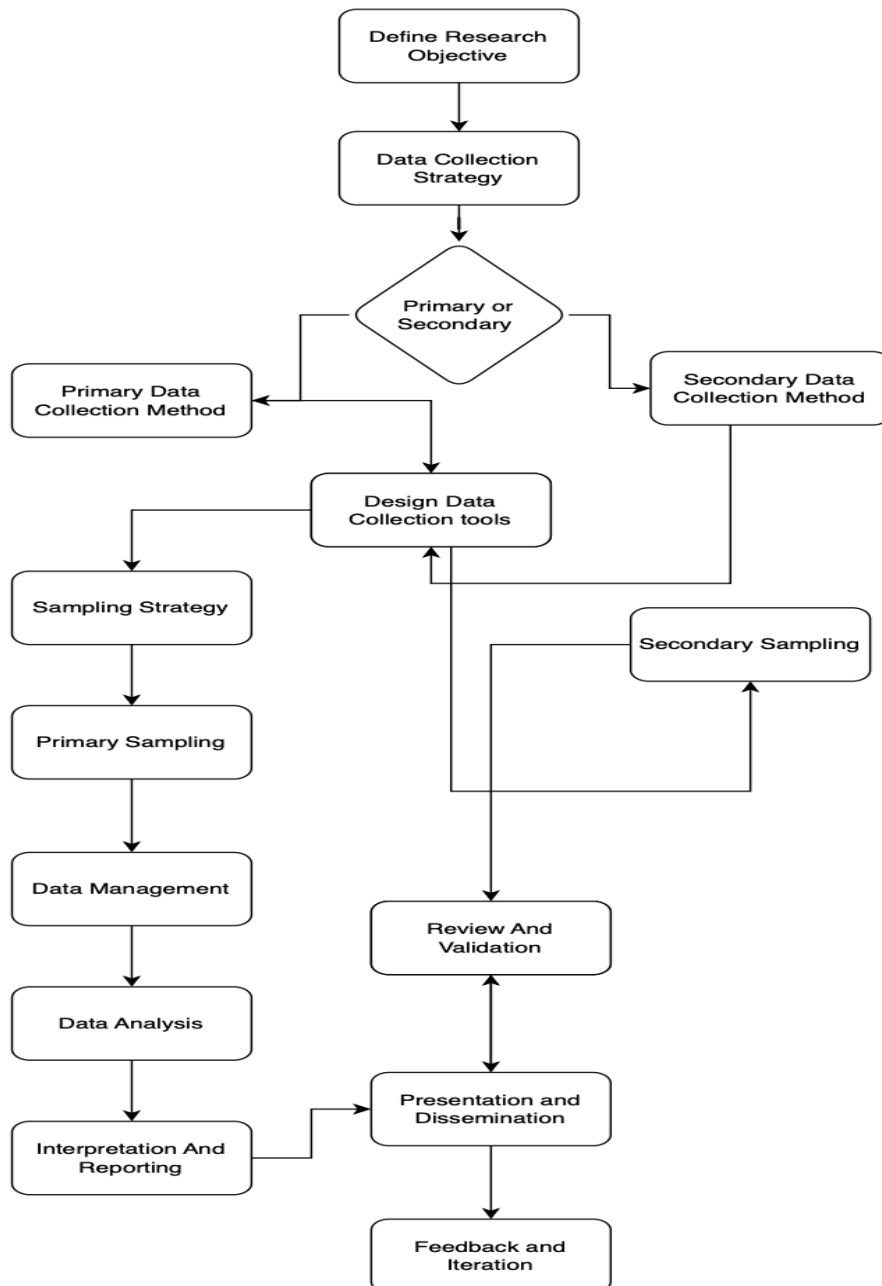 Define Research
Objective
Data Collection
Strategy
Primary or
Secondary
Primary Data
Collection Method
Secondary Data
Collection Method
Design Data
Collection tools
Sampling Strategy
Secondary Sampling
Primary Sampling
Data Management
Review And
Validation
Data Analysis
Presentation and
Dissemination
Interpretation And
Reporting
Feedback and
Iteration